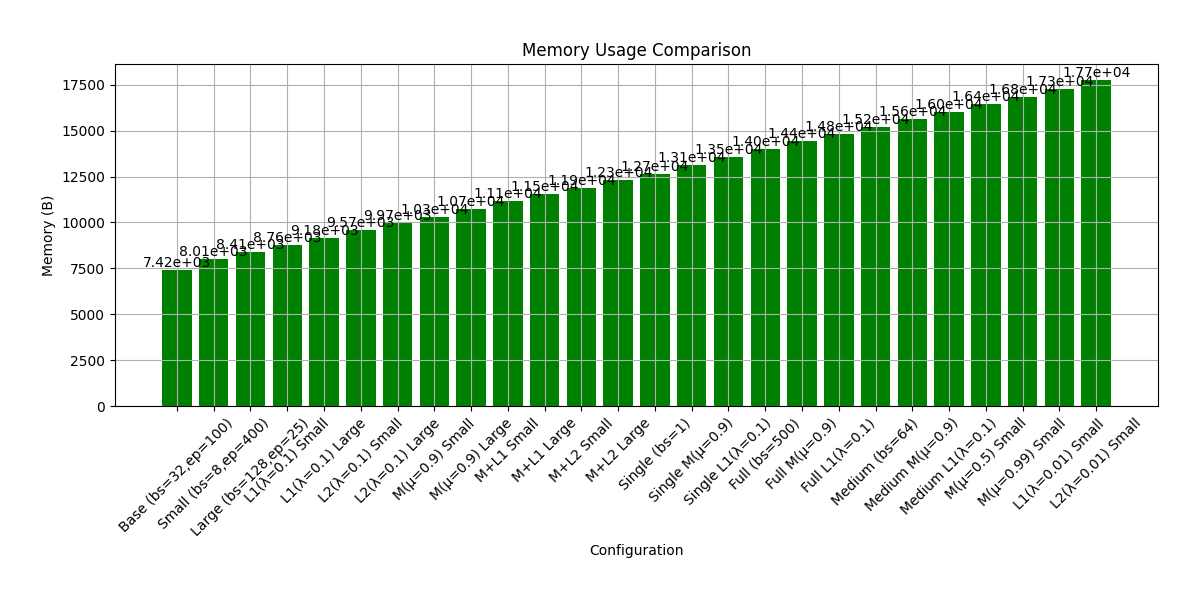 Memory Usage Comparison
Memory (B)
17500
15000
12500
10000
7500
5000
2500
0
7.42e+03
8.01e+03
8.41e+03
8.76e+03
9.18e+03
9.57e+03
9.97e+03
1.03e+04
1.07e+04
1.11e+04
1.15e+04
1.19e+04
1.23e+04
1.27e+04
1.31e+04
1.35e+04
1.40e+04
1.44e+04
1.48e+04
1.52e+04
1.56e+04
1.60e+04
1.64e+04
1.68e+04
1.73e+04
1.77e+04
Base (bs=32,ep=100)
Small (bs=8,ep=400)
Large (bs=128,ep=25)
L1(λ=0.1) Small
L1(λ=0.1) Large
L2(λ=0.1) Small
L2(λ=0.1) Large
M(μ=0.9) Small
M(μ=0.9) Large
M+L1 Small
M+L1 Large
M+L2 Small
M+L2 Large
Single (bs=1)
Single M(μ=0.9)
Single L1(λ=0.1)
Full (bs=500)
Full M(μ=0.9)
Full L1(λ=0.1)
Medium (bs=64)
Medium M(μ=0.9)
Medium L1(λ=0.1)
M(μ=0.5) Small
M(μ=0.99) Small
L1(λ=0.01) Small
L2(λ=0.01) Small
Configuration